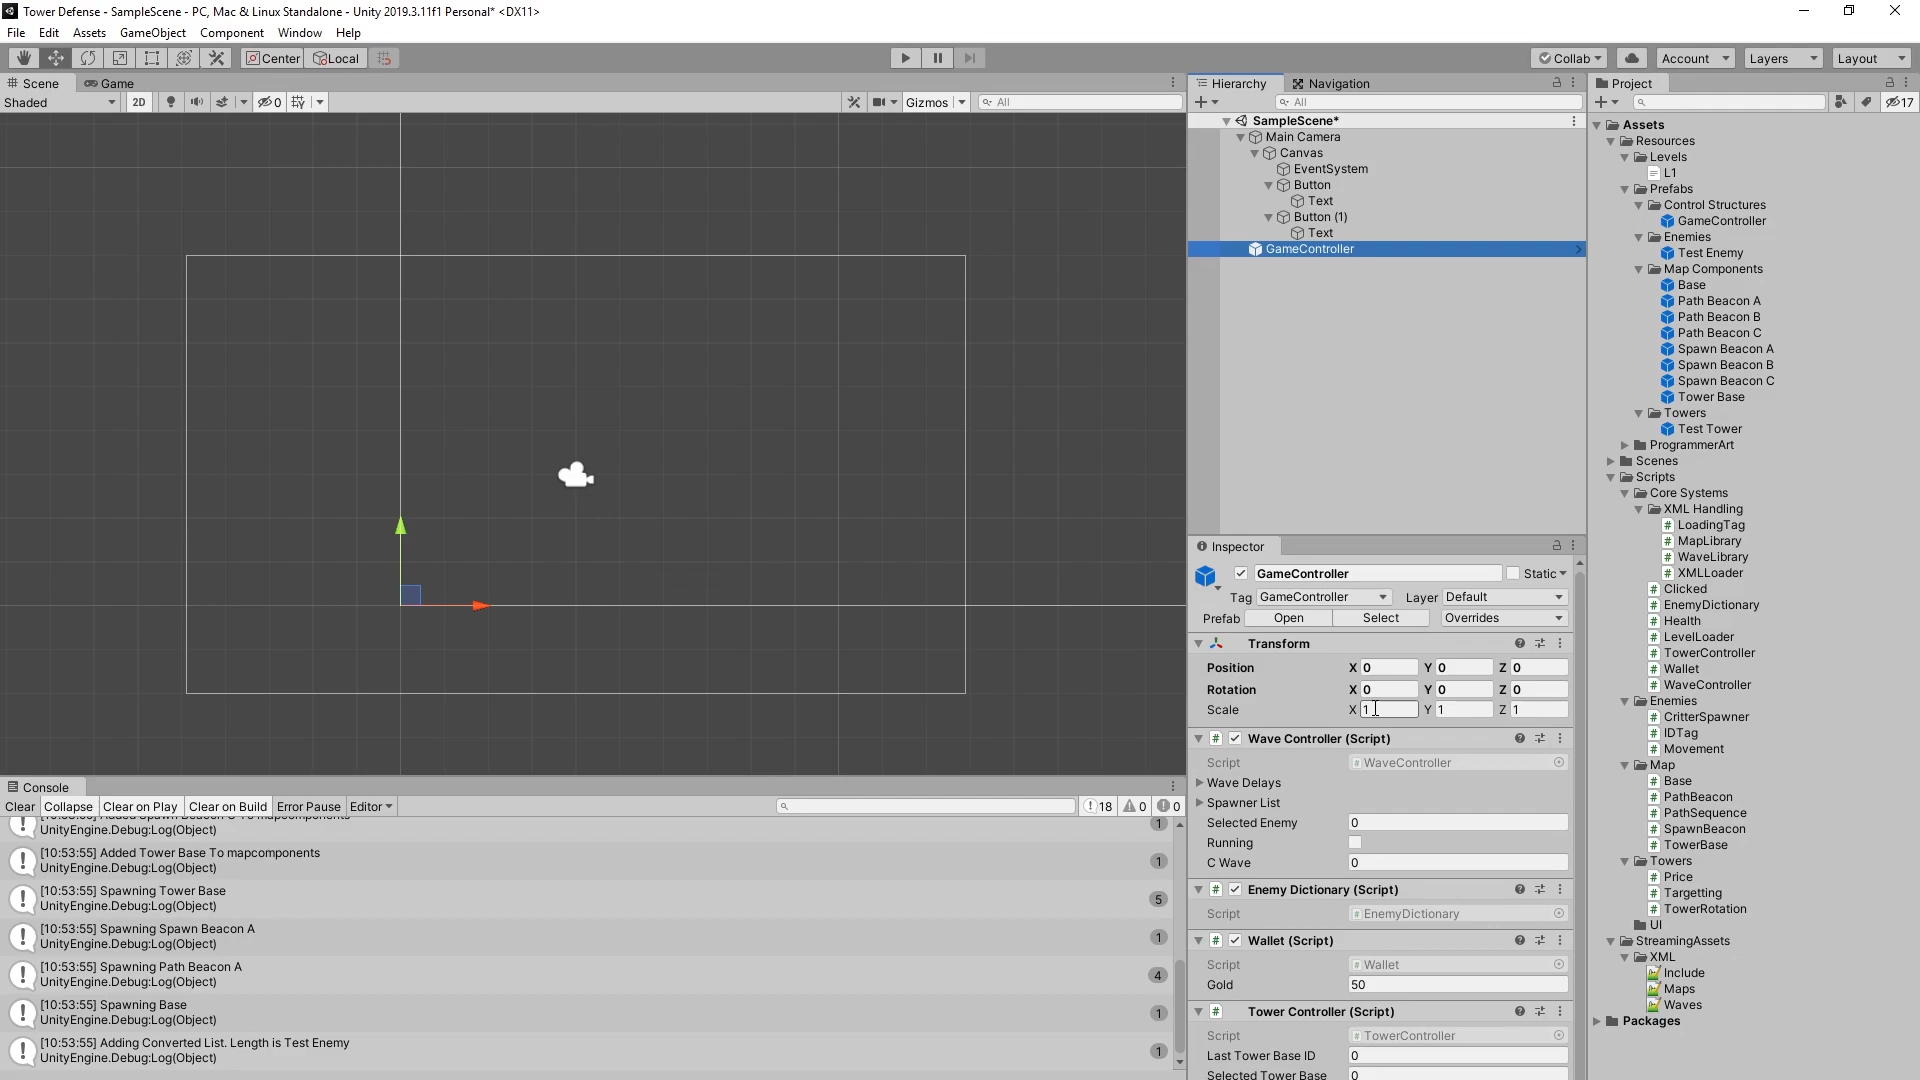 Tower Defense - SampleScene - PC, Mac & Linux Standalone - Unity 2019.3.11f1 Personal* <DX11>
File Edit Assets GameObject Component Window Help
Center Local Collab Account Layers Layout
Scene Game
Shaded 2D 0 Gizmos All
Hierarchy Navigation
All
SampleScene*
Main Camera
Canvas
EventSystem
Button
Text
Button (1)
Text
GameController
Inspector
GameController Static
Tag GameController Layer Default
Prefab Open Select Overrides
Transform
Position X 0 Y 0 Z 0
Rotation X 0 Y 0 Z 0
Scale X 1 Y 1 Z 1
Wave Controller (Script)
Script WaveController
Wave Delays
Spawner List
Selected Enemy 0
Running
C Wave 0
Enemy Dictionary (Script)
Script EnemyDictionary
Wallet (Script)
Script Wallet
Gold 50
Tower Controller (Script)
Script TowerController
Last Tower Base ID 0
Selected Tower Base 0
Project
17
Assets
Resources
Levels
L1
Prefabs
Control Structures
GameController
Enemies
Test Enemy
Map Components
Base
Path Beacon A
Path Beacon B
Path Beacon C
Spawn Beacon A
Spawn Beacon B
Spawn Beacon C
Tower Base
Towers
Test Tower
ProgrammerArt
Scenes
Scripts
Core Systems
XML Handling
LoadingTag
MapLibrary
WaveLibrary
XMLLoader
Clicked
EnemyDictionary
Health
LevelLoader
TowerController
Wallet
WaveController
Enemies
CritterSpawner
IDTag
Movement
Map
Base
PathBeacon
PathSequence
SpawnBeacon
TowerBase
Towers
Price
Targetting
TowerRotation
UI
StreamingAssets
XML
Include
Maps
Waves
Packages
Console
Clear Collapse Clear on Play Clear on Build Error Pause Editor 18 0 0
[10:53:55] Added Spawn Beacon C To mapcomponents
UnityEngine.Debug:Log(Object) 1
[10:53:55] Added Tower Base To mapcomponents
UnityEngine.Debug:Log(Object) 1
[10:53:55] Spawning Tower Base
UnityEngine.Debug:Log(Object) 5
[10:53:55] Spawning Spawn Beacon A
UnityEngine.Debug:Log(Object) 1
[10:53:55] Spawning Path Beacon A
UnityEngine.Debug:Log(Object) 4
[10:53:55] Spawning Base
UnityEngine.Debug:Log(Object) 1
[10:53:55] Adding Converted List. Length is Test Enemy
UnityEngine.Debug:Log(Object) 1